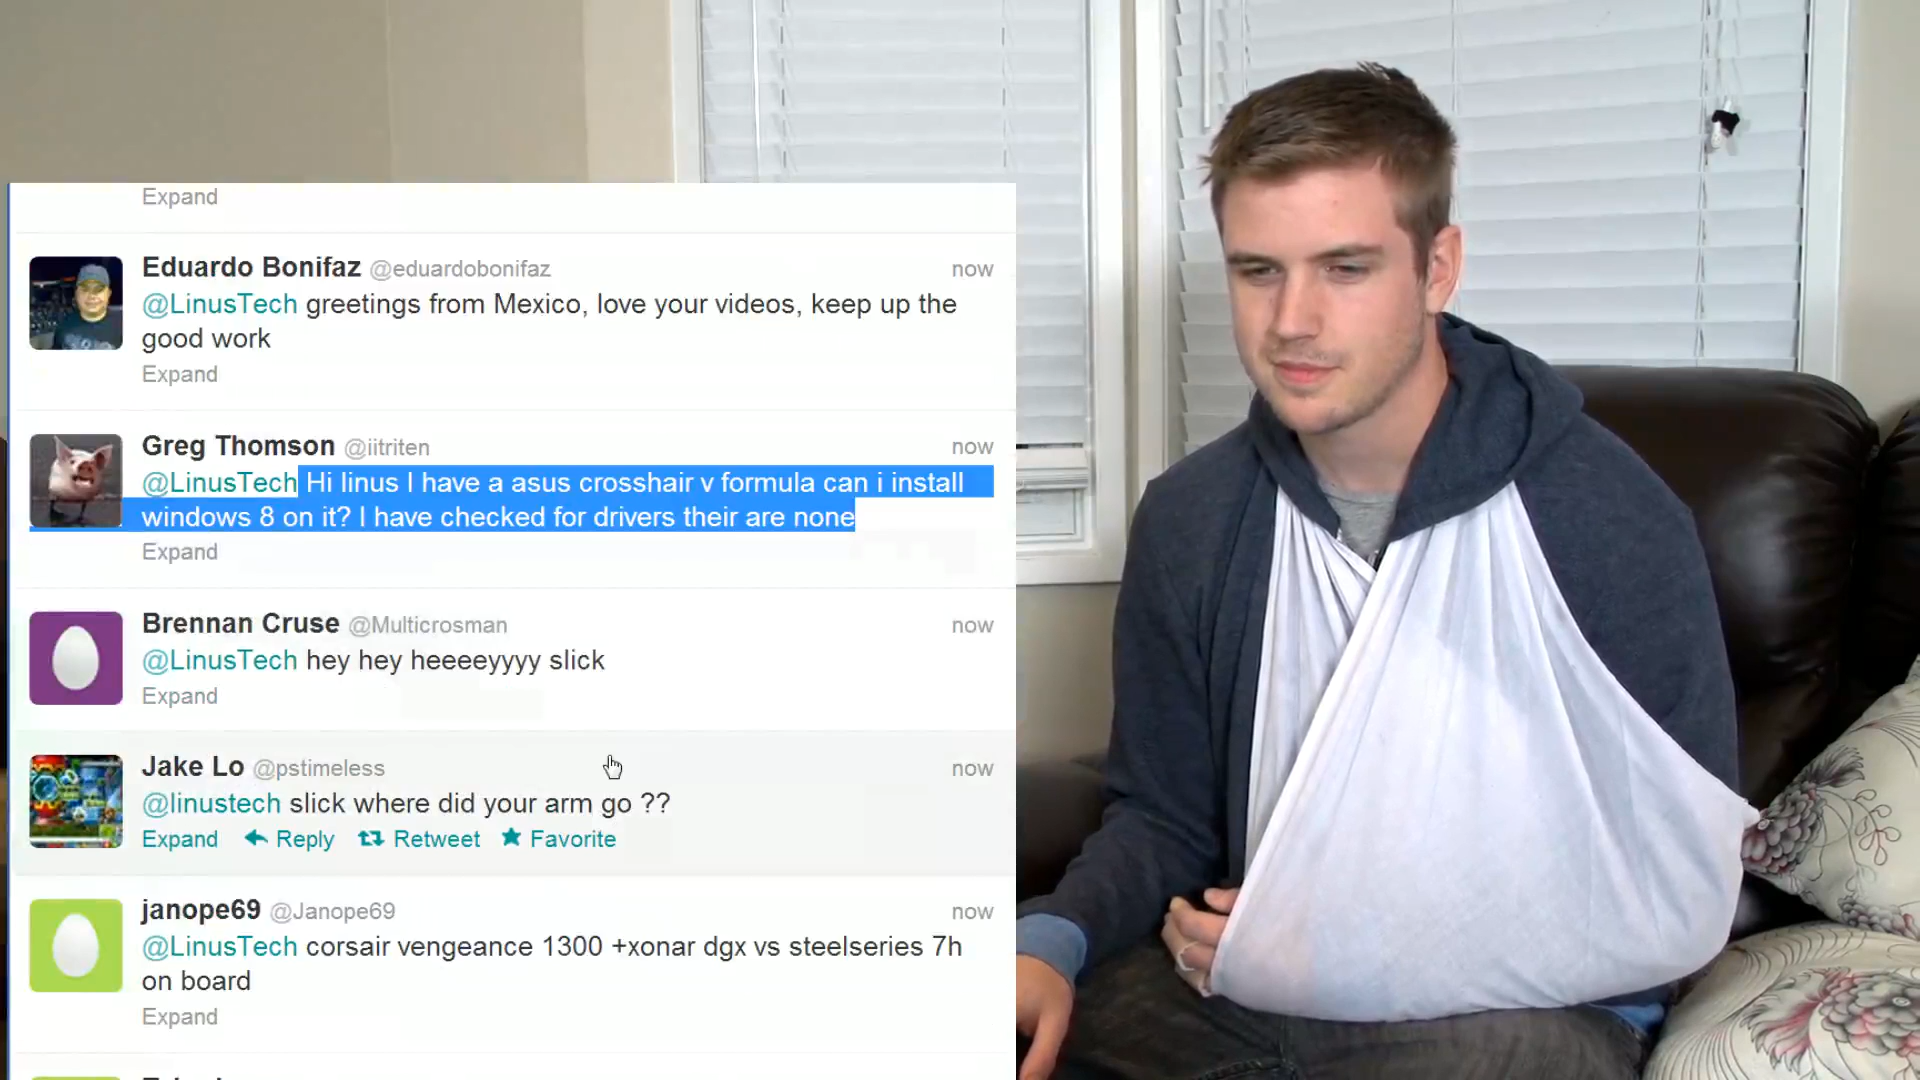 Expand
Eduardo Bonifaz @eduardobonifaz now
@LinusTech greetings from Mexico, love your videos, keep up the
good work
Expand
Greg Thomson @iitriten now
@LinusTech Hi linus I have a asus crosshair v formula can i install
windows 8 on it? I have checked for drivers their are none
Expand
Brennan Cruse @Multicrosman now
@LinusTech hey hey heeeeyyyy slick
Expand
Jake Lo @pstimeless now
@linustech slick where did your arm go ??
Expand Reply Retweet Favorite
janope69 @Janope69 now
@LinusTech corsair vengeance 1300 +xonar dgx vs steelseries 7h
on board
Expand